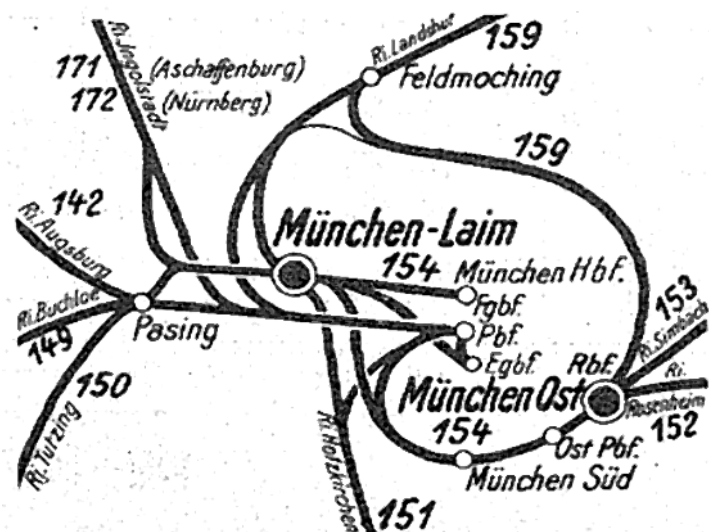 Ri. Landshut
159
171
(Aschaffenburg)
Ri. Ingolstadt
Feldmoching
172
(Nürnberg)
159
142
Ri. Augsburg
München-Laim
154
München Hbf.
Fgbf.
153
Ri. Simbach
Ri. Buchloe
149
Pasing
Pbf.
Egbf.
Rbf.
Ri.
Rosenheim
152
150
Ri. Tutzing
München Ost
Ri. Holzkirchen
154
Ost Pbf.
München Süd
151